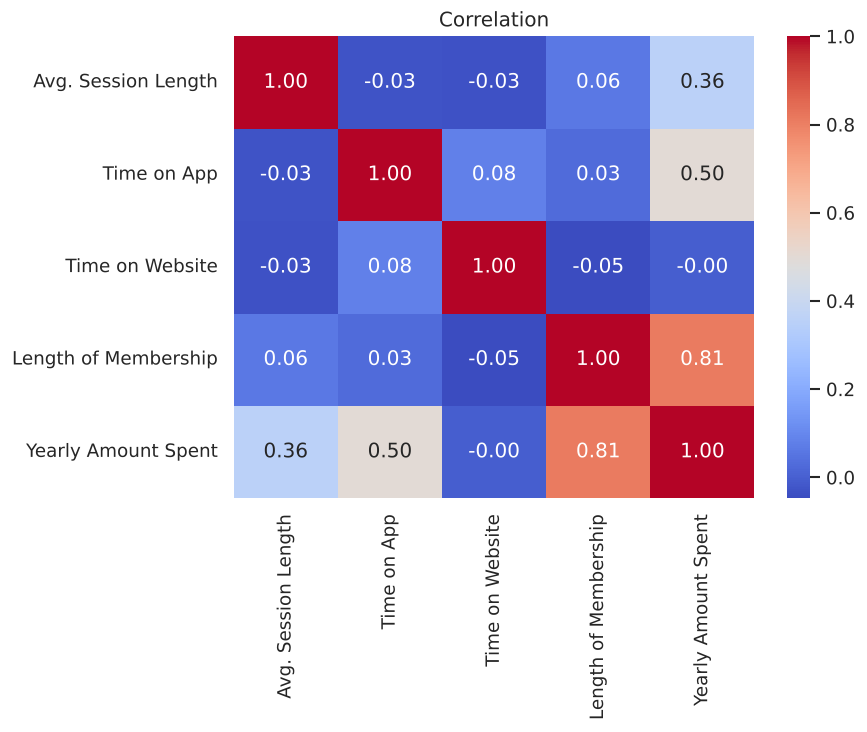 Correlation
Avg. Session Length 1.00 -0.03 -0.03 0.06 0.36
Time on App -0.03 1.00 0.08 0.03 0.50
Time on Website -0.03 0.08 1.00 -0.05 -0.00
Length of Membership 0.06 0.03 -0.05 1.00 0.81
Yearly Amount Spent 0.36 0.50 -0.00 0.81 1.00
Avg. Session Length
Time on App
Time on Website
Length of Membership
Yearly Amount Spent
1.0
0.8
0.6
0.4
0.2
0.0